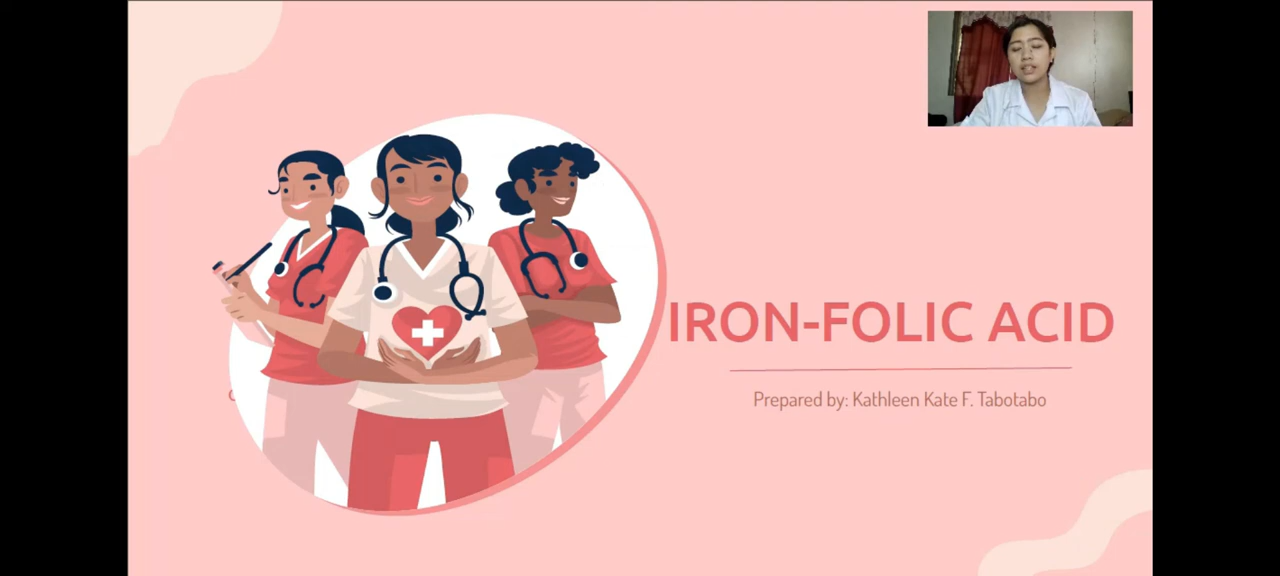 IRON-FOLIC ACID
Prepared by: Kathleen Kate F. Tabotabo